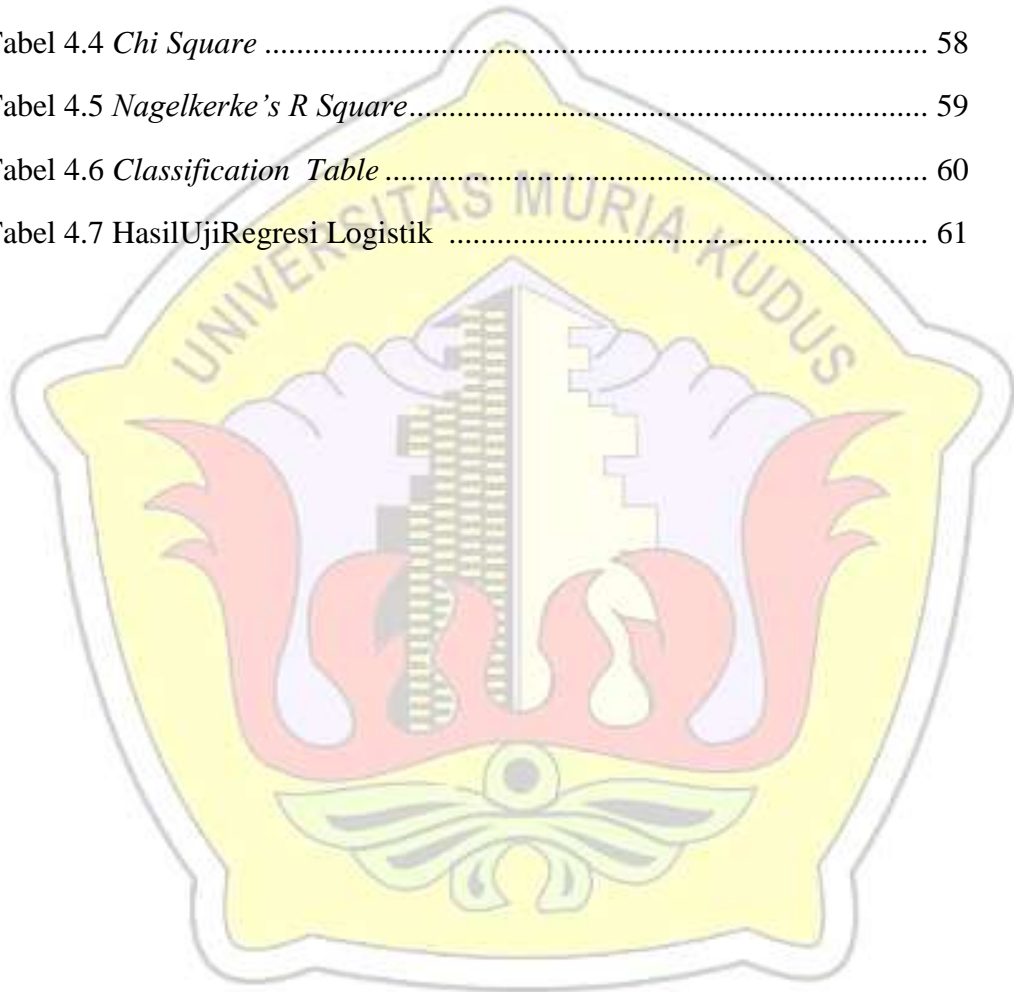 Tabel 4.4 Chi Square ................................................................................. 58
Tabel 4.5 Nagelkerke's R Square............................................................... 59
Tabel 4.6 Classification  Table .................................................................. 60
Tabel 4.7 HasilUjiRegresi Logistik  .......................................................... 61
UNIVERSITAS MURIA KUDUS